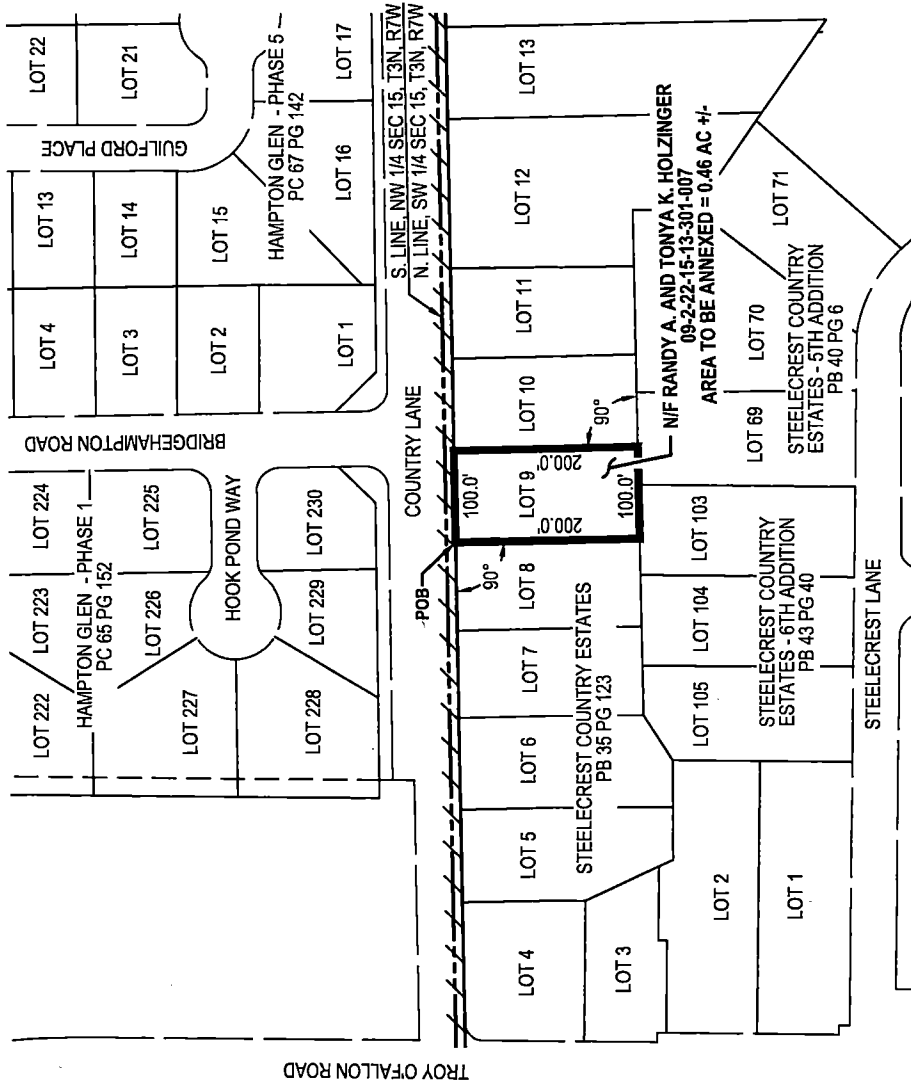 LOT 22
LOT 21
GUILFORD PLACE
HAMPTON GLEN - PHASE 5
PC 67 PG 142
LOT 17
LOT 16
LOT 13
LOT 14
LOT 15
LOT 4
LOT 3
LOT 2
LOT 1
BRIDGEHAMPTON ROAD
LOT 224
LOT 225
HOOK POND WAY
LOT 230
LOT 223
HAMPTON GLEN - PHASE 1
PC 65 PG 152
LOT 226
LOT 229
LOT 222
LOT 227
LOT 228
S. LINE, NW 1/4 SEC 15, T3N, R7W
N. LINE, SW 1/4 SEC 15, T3N, R7W
COUNTRY LANE
POB
TROY O'FALLON ROAD
LOT 13
LOT 12
LOT 11
LOT 10
90°
100.0'
LOT 9
200.0'
200.0'
100.0'
LOT 8
90°
LOT 7
LOT 6
LOT 5
STEELECREST COUNTRY ESTATES
PB 35 PG 123
LOT 4
LOT 3
LOT 2
LOT 1
N/F RANDY A. AND TONYA K. HOLZINGER
09-2-22-15-13-301-007
AREA TO BE ANNEXED = 0.46 AC +/-
LOT 71
LOT 70
LOT 69
STEELECREST COUNTRY
ESTATES - 5TH ADDITION
PB 40 PG 6
LOT 103
LOT 104
LOT 105
STEELECREST COUNTRY
ESTATES - 6TH ADDITION
PB 43 PG 40
STEELECREST LANE